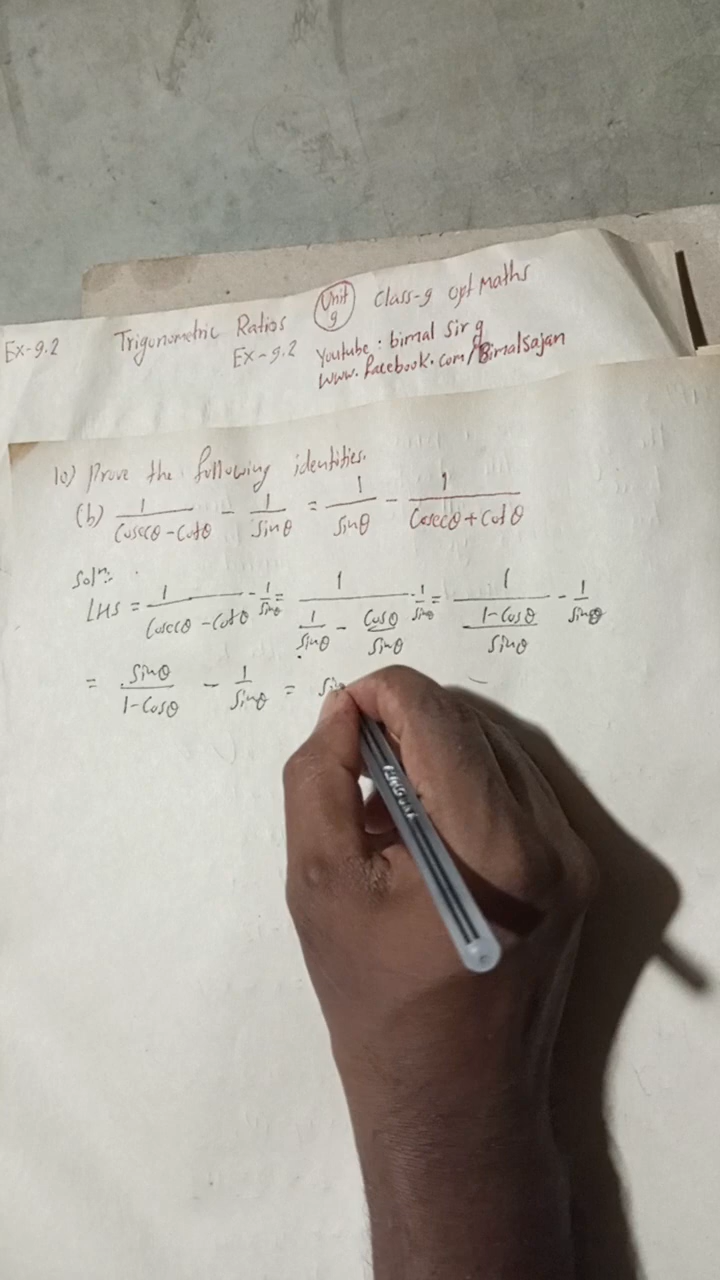 Ex-9.2 Trigonometric Ratios Unit 9 Class-9 opt maths
Ex-9.2 Youtube : bimal Sir g
www.facebook.com/Bimalsajan
10) Prove the following identities.
(b) 1/(Cosecθ - Cotθ) - 1/Sinθ = 1/Sinθ - 1/(Cosecθ + Cotθ)
Solⁿ:
LHS = 1/(Cosecθ - Cotθ) - 1/Sinθ = 1/(1/Sinθ - Cosθ/Sinθ) - 1/Sinθ = 1/((1-Cosθ)/Sinθ) - 1/Sinθ
= Sinθ/(1-Cosθ) - 1/Sinθ = Sin